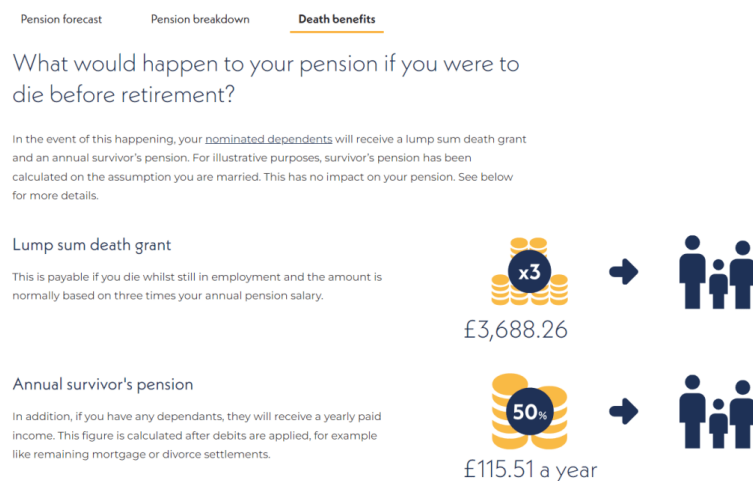 Pension forecast Pension breakdown Death benefits
What would happen to your pension if you were to
die before retirement?
In the event of this happening, your nominated dependents will receive a lump sum death grant
and an annual survivor's pension. For illustrative purposes, survivor's pension has been
calculated on the assumption you are married. This has no impact on your pension. See below
for more details.
Lump sum death grant
This is payable if you die whilst still in employment and the amount is
normally based on three times your annual pension salary.
x3
£3,688.26
Annual survivor's pension
In addition, if you have any dependants, they will receive a yearly paid
income. This figure is calculated after debits are applied, for example
like remaining mortgage or divorce settlements.
50%
£115.51 a year